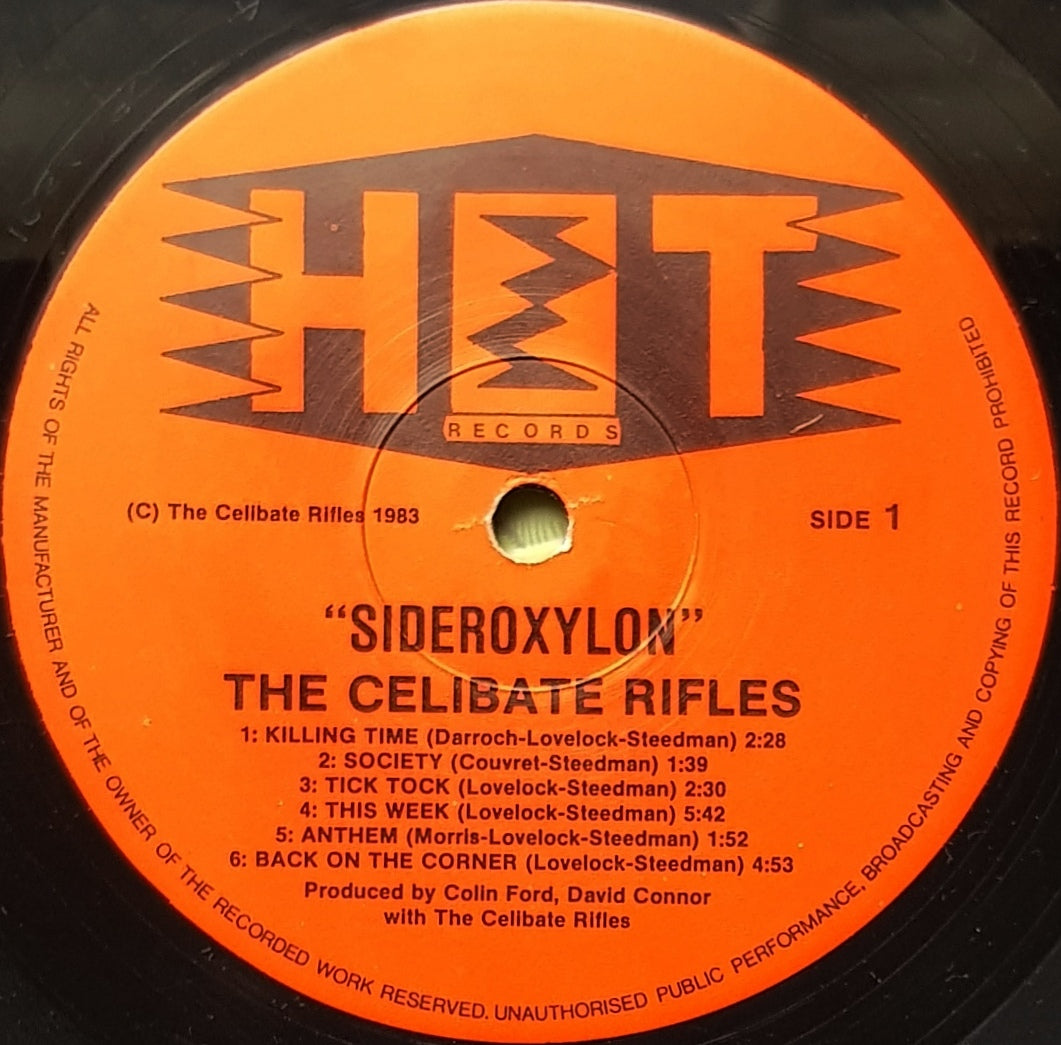 HOT
RECORDS
(C) The Celibate Rifles 1983
SIDE 1
"SIDEROXYLON"
THE CELIBATE RIFLES
1: KILLING TIME (Darroch-Lovelock-Steedman) 2:28
2: SOCIETY (Couvret-Steedman) 1:39
3: TICK TOCK (Lovelock-Steedman) 2:30
4: THIS WEEK (Lovelock-Steedman) 5:42
5: ANTHEM (Morris-Lovelock-Steedman) 1:52
6: BACK ON THE CORNER (Lovelock-Steedman) 4:53
Produced by Colin Ford, David Connor
with The Celibate Rifles
ALL RIGHTS OF THE MANUFACTURER AND OF THE OWNER OF THE RECORDED WORK RESERVED. UNAUTHORISED PUBLIC PERFORMANCE, BROADCASTING AND COPYING OF THIS RECORD PROHIBITED